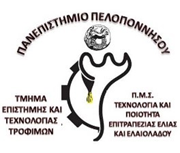 ΠΑΝΕΠΙΣΤΗΜΙΟ ΠΕΛΟΠΟΝΝΗΣΟΥ
ΤΜΗΜΑ
ΕΠΙΣΤΗΜΗΣ ΚΑΙ
ΤΕΧΝΟΛΟΓΙΑΣ
ΤΡΟΦΙΜΩΝ
Π.Μ.Σ.
ΤΕΧΝΟΛΟΓΙΑ ΚΑΙ
ΠΟΙΟΤΗΤΑ
ΕΠΙΤΡΑΠΕΖΙΑΣ ΕΛΙΑΣ
ΚΑΙ ΕΛΑΙΟΛΑΔΟΥ